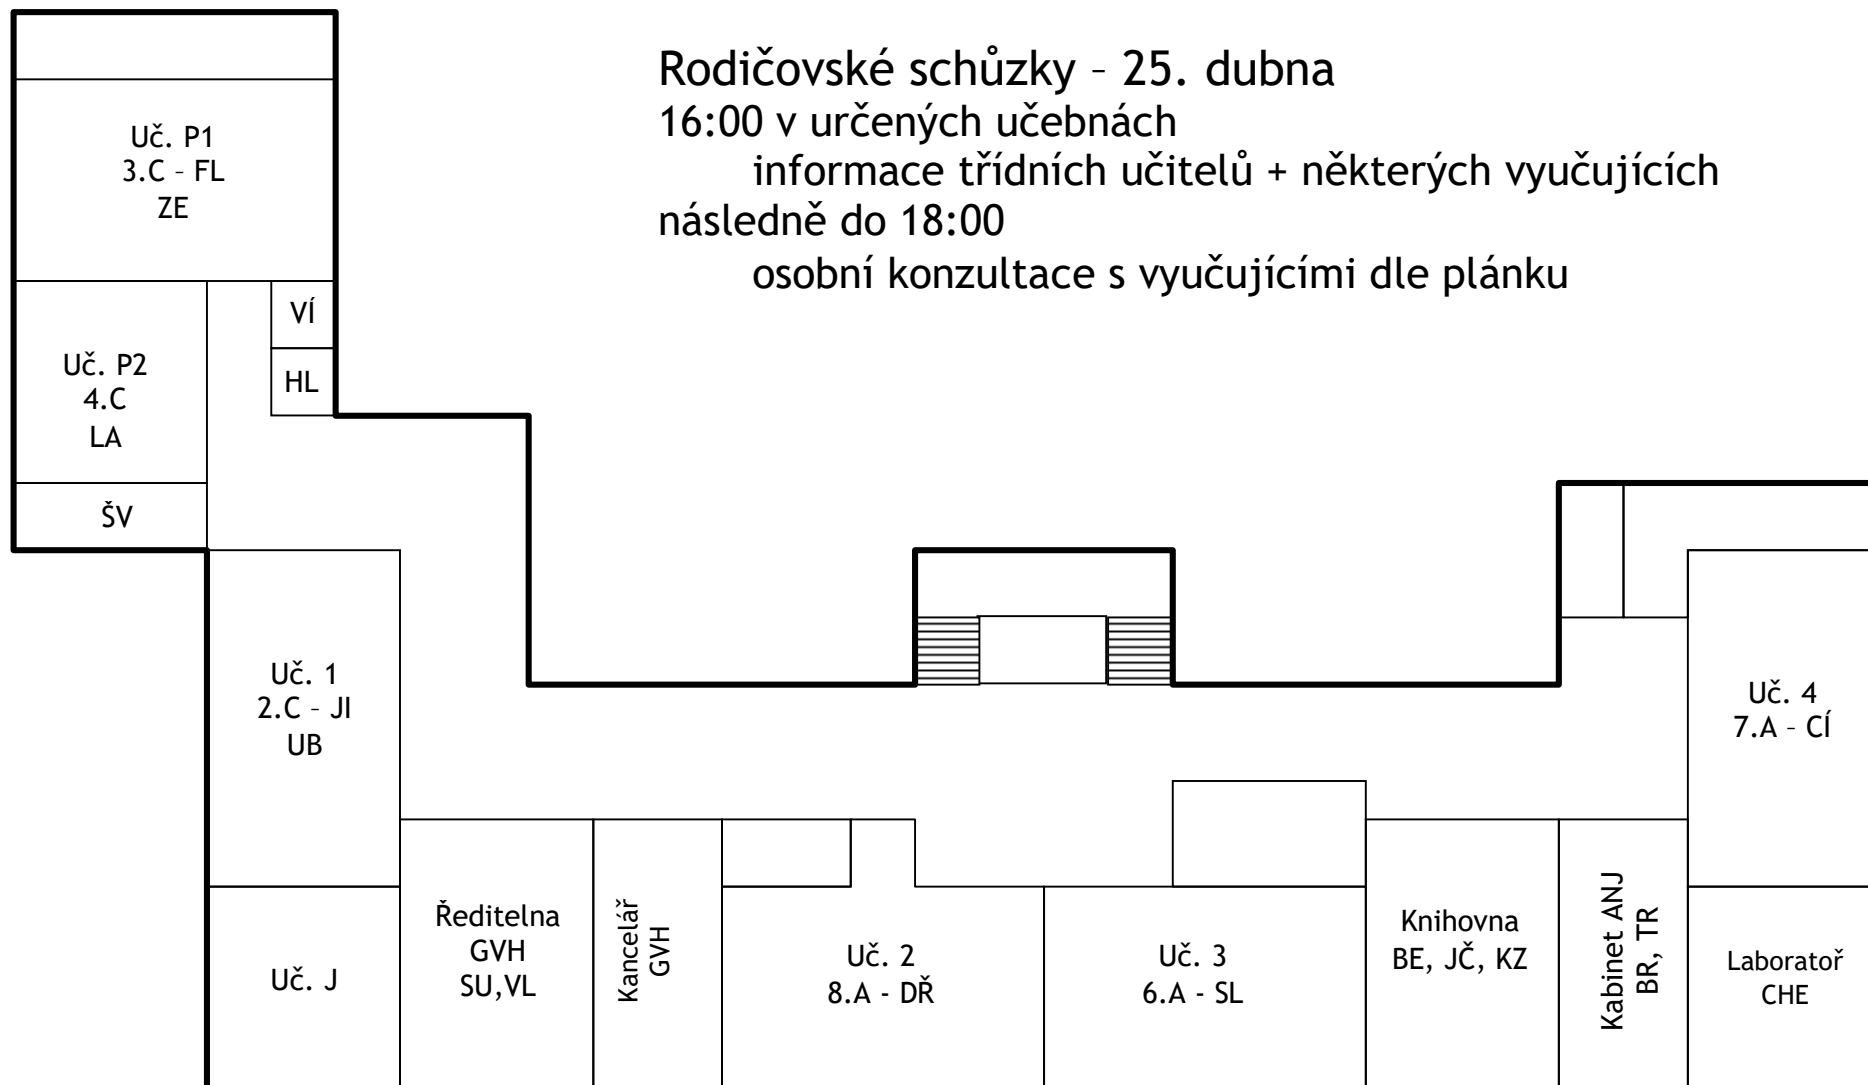 Rodičovské schůzky – 25. dubna
16:00 v určených učebnách
informace třídních učitelů + některých vyučujících
následně do 18:00
osobní konzultace s vyučujícími dle plánku
Uč. P1
3.C – FL
ZE
VÍ
HL
Uč. P2
4.C
LA
ŠV
Uč. 1
2.C – JI
UB
Uč. J
Ředitelna
GVH
SU,VL
Kancelář
GVH
Uč. 2
8.A - DŘ
Uč. 3
6.A - SL
Knihovna
BE, JČ, KZ
Kabinet ANJ
BR, TR
Uč. 4
7.A – CÍ
Laboratoř
CHE